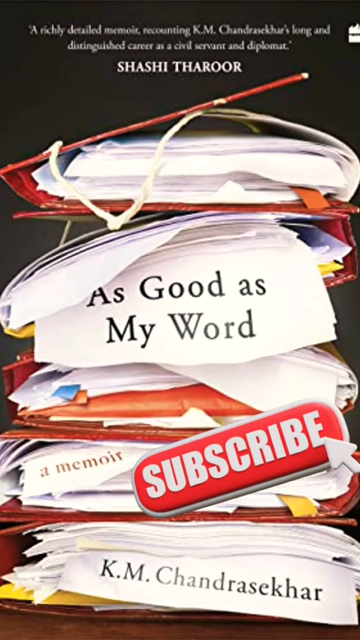 'A richly detailed memoir, recounting K.M. Chandrasekhar's long and
distinguished career as a civil servant and diplomat.'
SHASHI THAROOR
As Good as
My Word
a memoir
SUBSCRIBE
K.M. Chandrasekhar